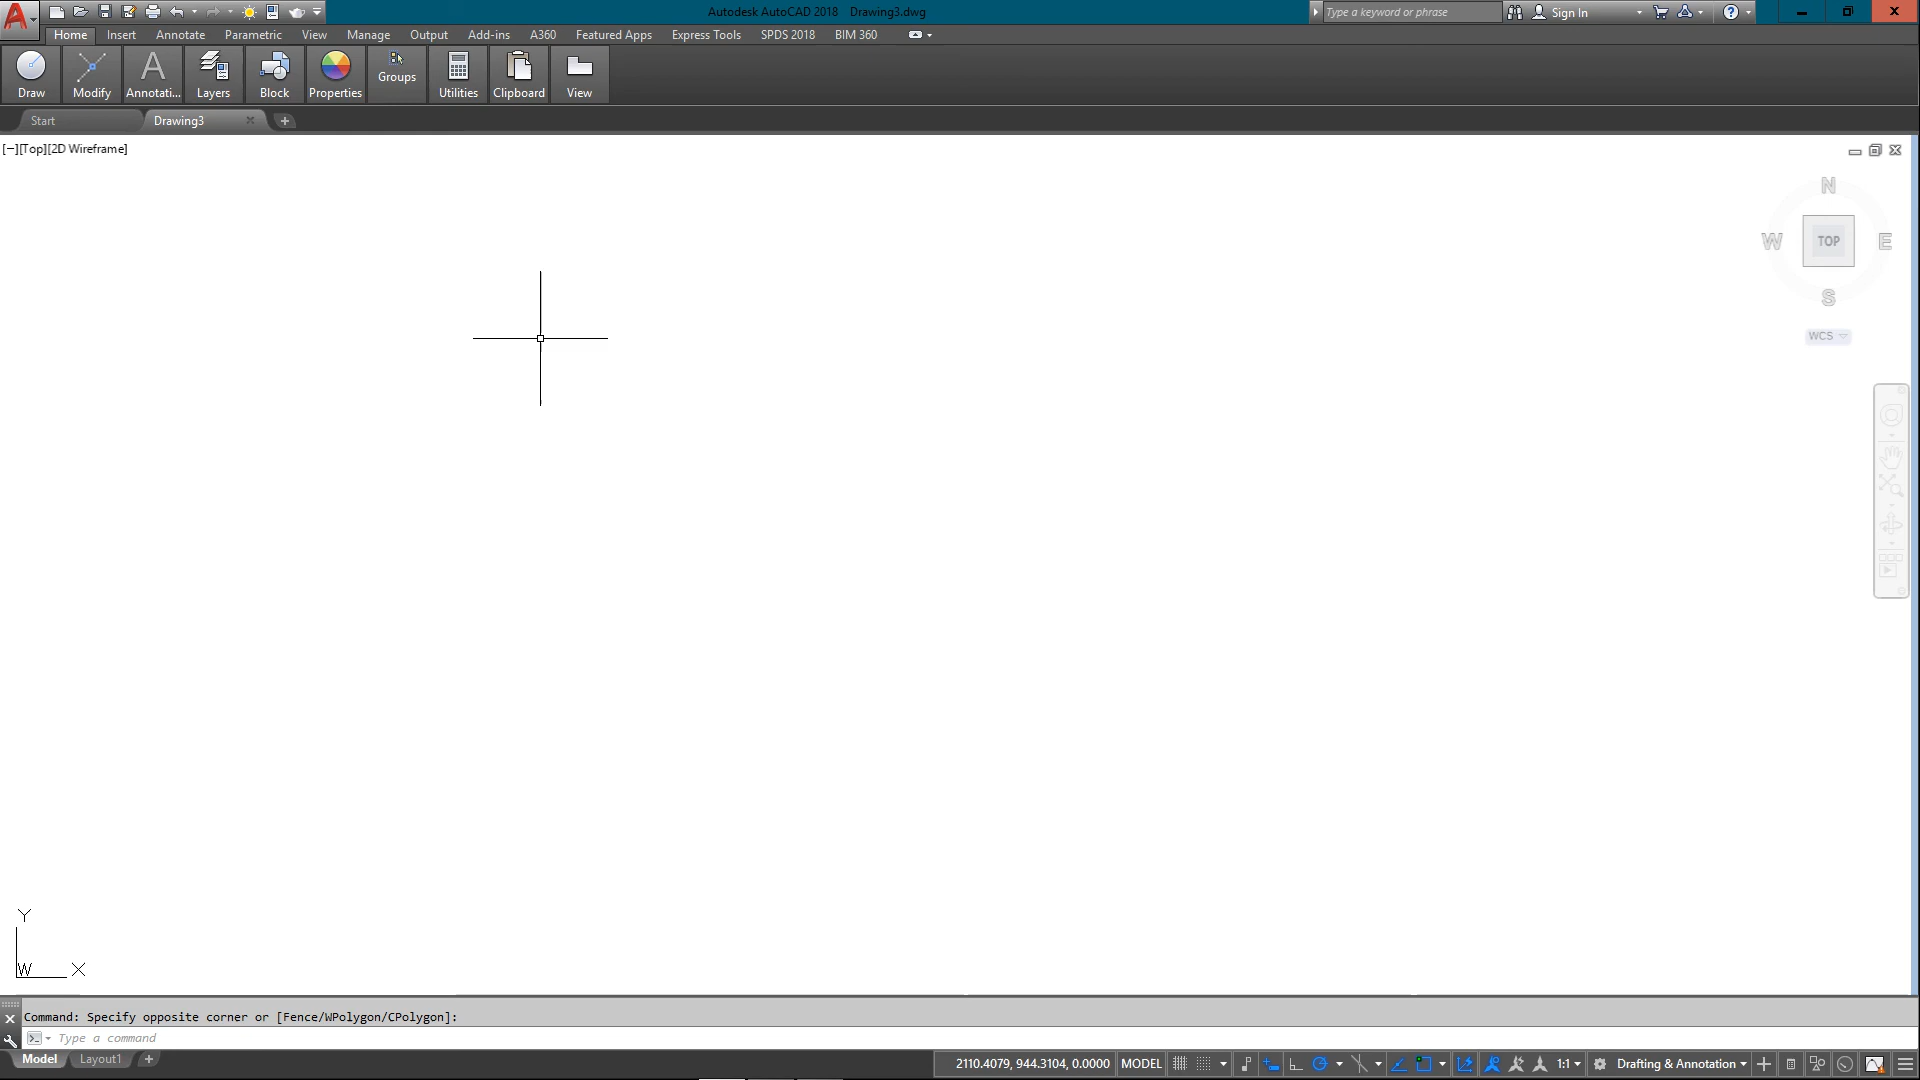 Autodesk AutoCAD 2018 Drawing3.dwg
Type a keyword or phrase
Sign In
Home Insert Annotate Parametric View Manage Output Add-ins A360 Featured Apps Express Tools SPDS 2018 BIM 360
Draw Modify Annotati... Layers Block Properties Groups Utilities Clipboard View
Start Drawing3
[−][Top][2D Wireframe]
N
W TOP E
S
WCS
Y
W X
Command: Specify opposite corner or [Fence/WPolygon/CPolygon]:
Type a command
Model Layout1
2110.4079, 944.3104, 0.0000 MODEL 1:1 Drafting & Annotation